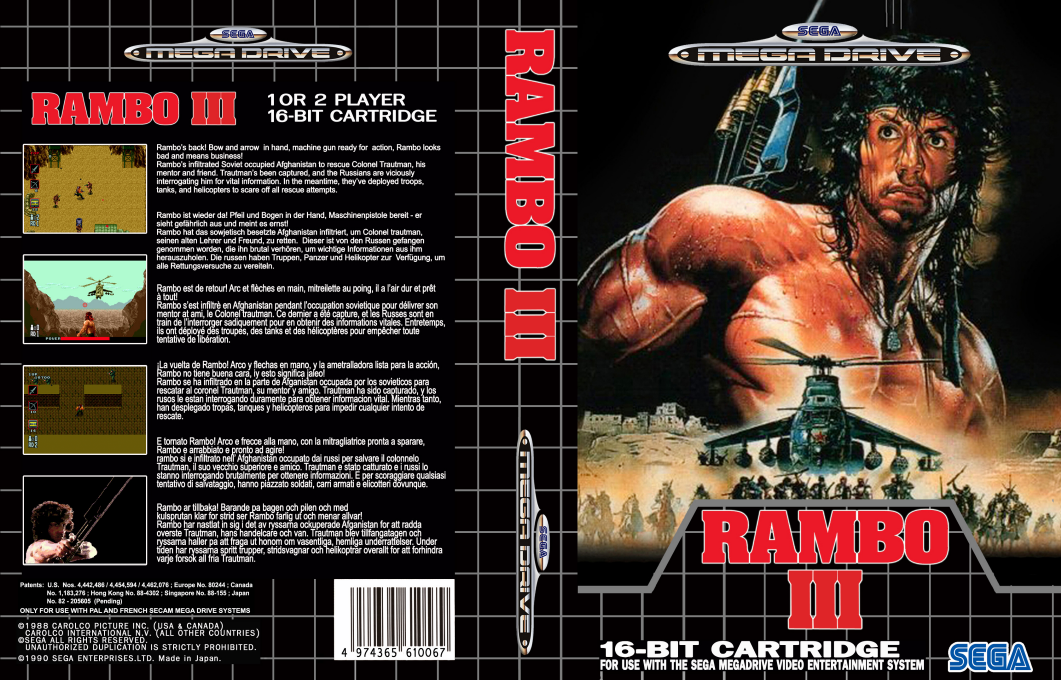 SEGA
MEGA DRIVE
RAMBO III
1 OR 2 PLAYER
16-BIT CARTRIDGE
Rambo's back! Bow and arrow in hand, machine gun ready for action, Rambo looks
bad and means business!
Rambo's infiltrated Soviet occupied Afghanistan to rescue Colonel Trautman, his
mentor and friend. Trautman's been captured, and the Russians are viciously
interrogating him for vital information. In the meantime, they've deployed troops,
tanks, and helicopters to scare off all rescue attempts.
Rambo ist wieder da! Pfeil und Bogen in der Hand, Maschinenpistole bereit - er
sieht gefährlich aus und meint es ernst!
Rambo hat das sowjetisch besetzte Afghanistan infiltriert, um Colonel trautman,
seinen alten Lehrer und Freund, zu retten. Dieser ist von den Russen gefangen
genommen worden, die ihn brutal verhören, um wichtige Informationen aus ihm
herauszuholen. Die russen haben Truppen, Panzer und Helikopter zur Verfügung, um
alle Rettungsversuche zu vereiteln.
Rambo est de retour! Arc et flèches en main, mitreilette au poing, il a l'air dur et prêt
à tout!
Rambo s'est infiltrè en Afghanistan pendant l'occupation sovietique pour délivrer son
mentor at ami, le Colonel trautman. Ce dernier a été capture, et les Russes sont en
train de l'interrorger sadiquement pour en obtenir des informations vitales. Entretemps,
ils ont déployé des troupes, des tanks et des hélicoptères pour empêcher toute
tentative de libération.
¡La vuelta de Rambo! Arco y flechas en mano, y la ametralladora lista para la acción,
Rambo no tiene buena cara, ¡y esto significa jaleo!
Rambo se ha infiltrado en la parte de Afganistan occupada por los sovieticos para
rescatar al coronel Trautman, su mentor y amigo. Trautman ha sido capturado, y los
rusos le estan interrogando duramente para obtener informacion vital. Mientras tanto,
han desplegado tropas, tanques y helicopteros para impedir cualquier intento de
rescate.
E tornato Rambo! Arco e frecce alla mano, con la mitragliatrice pronta a sparare,
Rambo e arrabbiato e pronto ad agire!
rambo si e infiltrato nell' Afghanistan occupato dai russi per salvare il colonnelo
Trautman, il suo vecchio superiore e amico. Trautman e stato catturato e i russi lo
stanno interrogando brutalmente per ottenere informazioni. E per scoraggiare qualsiasi
tentativo di salvataggio, hanno piazzato soldati, carri armati e elicotteri dovunque.
Rambo ar tillbaka! Barande pa bagen och pilen och med
kulsprutan klar for strid ser Rambo farlig ut och menar allvar!
Rambo har nastlat in sig i det av ryssarna ockuperade Afganistan for att radda
overste Trautman, hans handelcare och van. Trautman blev tillfangatagen och
ryssarna haller pa att fraga ut honom om vasentliga, hemliga underrattelser. Under
tiden har ryssarna spritt trupper, stridsvagnar och helikoptrar overallt for att forhindra
varje forsok all fria Trautman.
Patents: U.S. Nos. 4,442,486 / 4,454,594 / 4,462,076 ; Europe No. 80244 ; Canada
No. 1,183,276 ; Hong Kong No. 88-4302 ; Singapore No. 88-155 ; Japan
No. 82 - 205605 (Pending)
ONLY FOR USE WITH PAL AND FRENCH SECAM MEGA DRIVE SYSTEMS
©1988 CAROLCO PICTURE INC. (USA & CANADA)
CAROLCO INTERNATIONAL N.V. (ALL OTHER COUNTRIES)
©SEGA ALL RIGHTS RESERVED.
UNAUTHORIZED DUPLICATION IS STRICTLY PROHIBITED.
©1990 SEGA ENTERPRISES.LTD. Made in Japan.
4 974365 610067
RAMBO III
SEGA
MEGA DRIVE
SEGA
MEGA DRIVE
RAMBO
III
16-BIT CARTRIDGE
FOR USE WITH THE SEGA MEGADRIVE VIDEO ENTERTAINMENT SYSTEM
SEGA